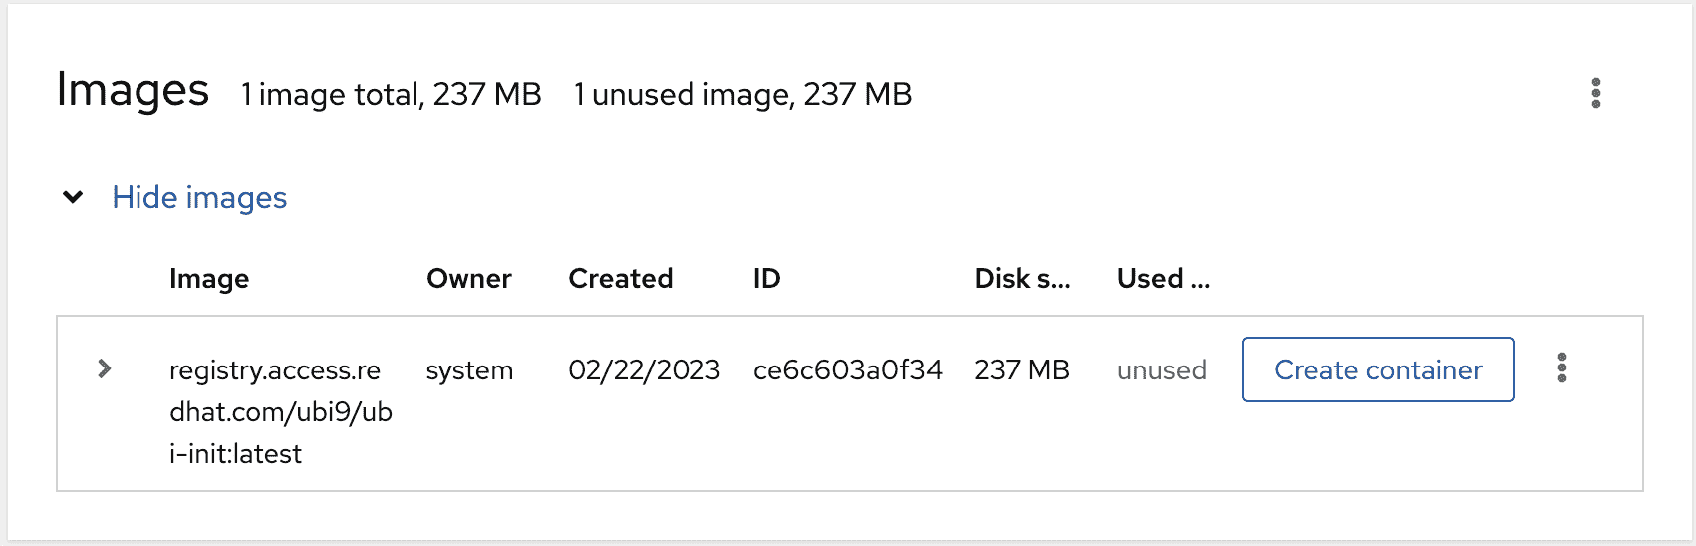 Images 1 image total, 237 MB 1 unused image, 237 MB
Hide images
Image Owner Created ID Disk s... Used ...
registry.access.re system 02/22/2023 ce6c603a0f34 237 MB unused Create container
dhat.com/ubi9/ub
i-init:latest